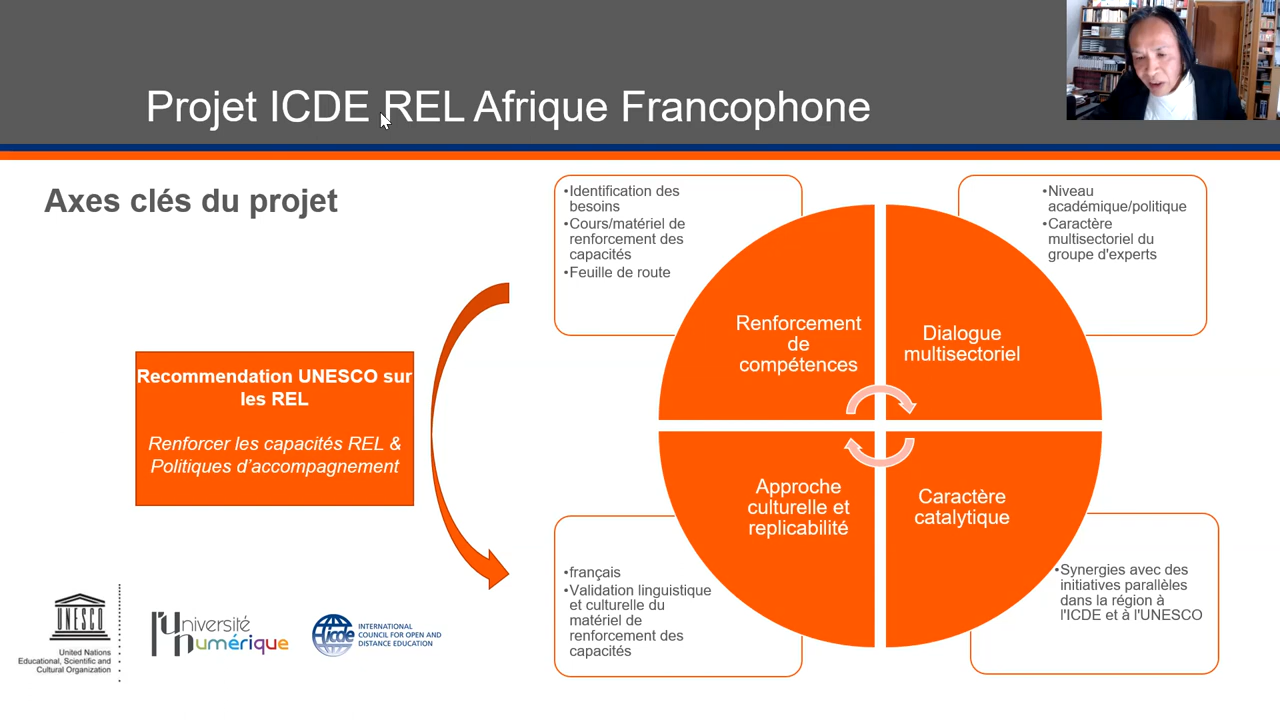 Projet ICDE REL Afrique Francophone
Axes clés du projet
•Identification des
besoins
•Cours/matériel de
renforcement des
capacités
•Feuille de route
•Niveau
académique/politique
•Caractère
multisectoriel du
groupe d'experts
Renforcement
de
compétences
Dialogue
multisectoriel
Recommendation UNESCO sur
les REL
Renforcer les capacités REL &
Politiques d'accompagnement
Approche
culturelle et
replicabilité
Caractère
catalytique
•français
•Validation linguistique
et culturelle du
matériel de
renforcement des
capacités
•Synergies avec des
initiatives parallèles
dans la région à
l'ICDE et à l'UNESCO
UNESCO
United Nations
Educational, Scientific and
Cultural Organization
l'Université
numérique
icde
INTERNATIONAL
COUNCIL FOR OPEN AND
DISTANCE EDUCATION